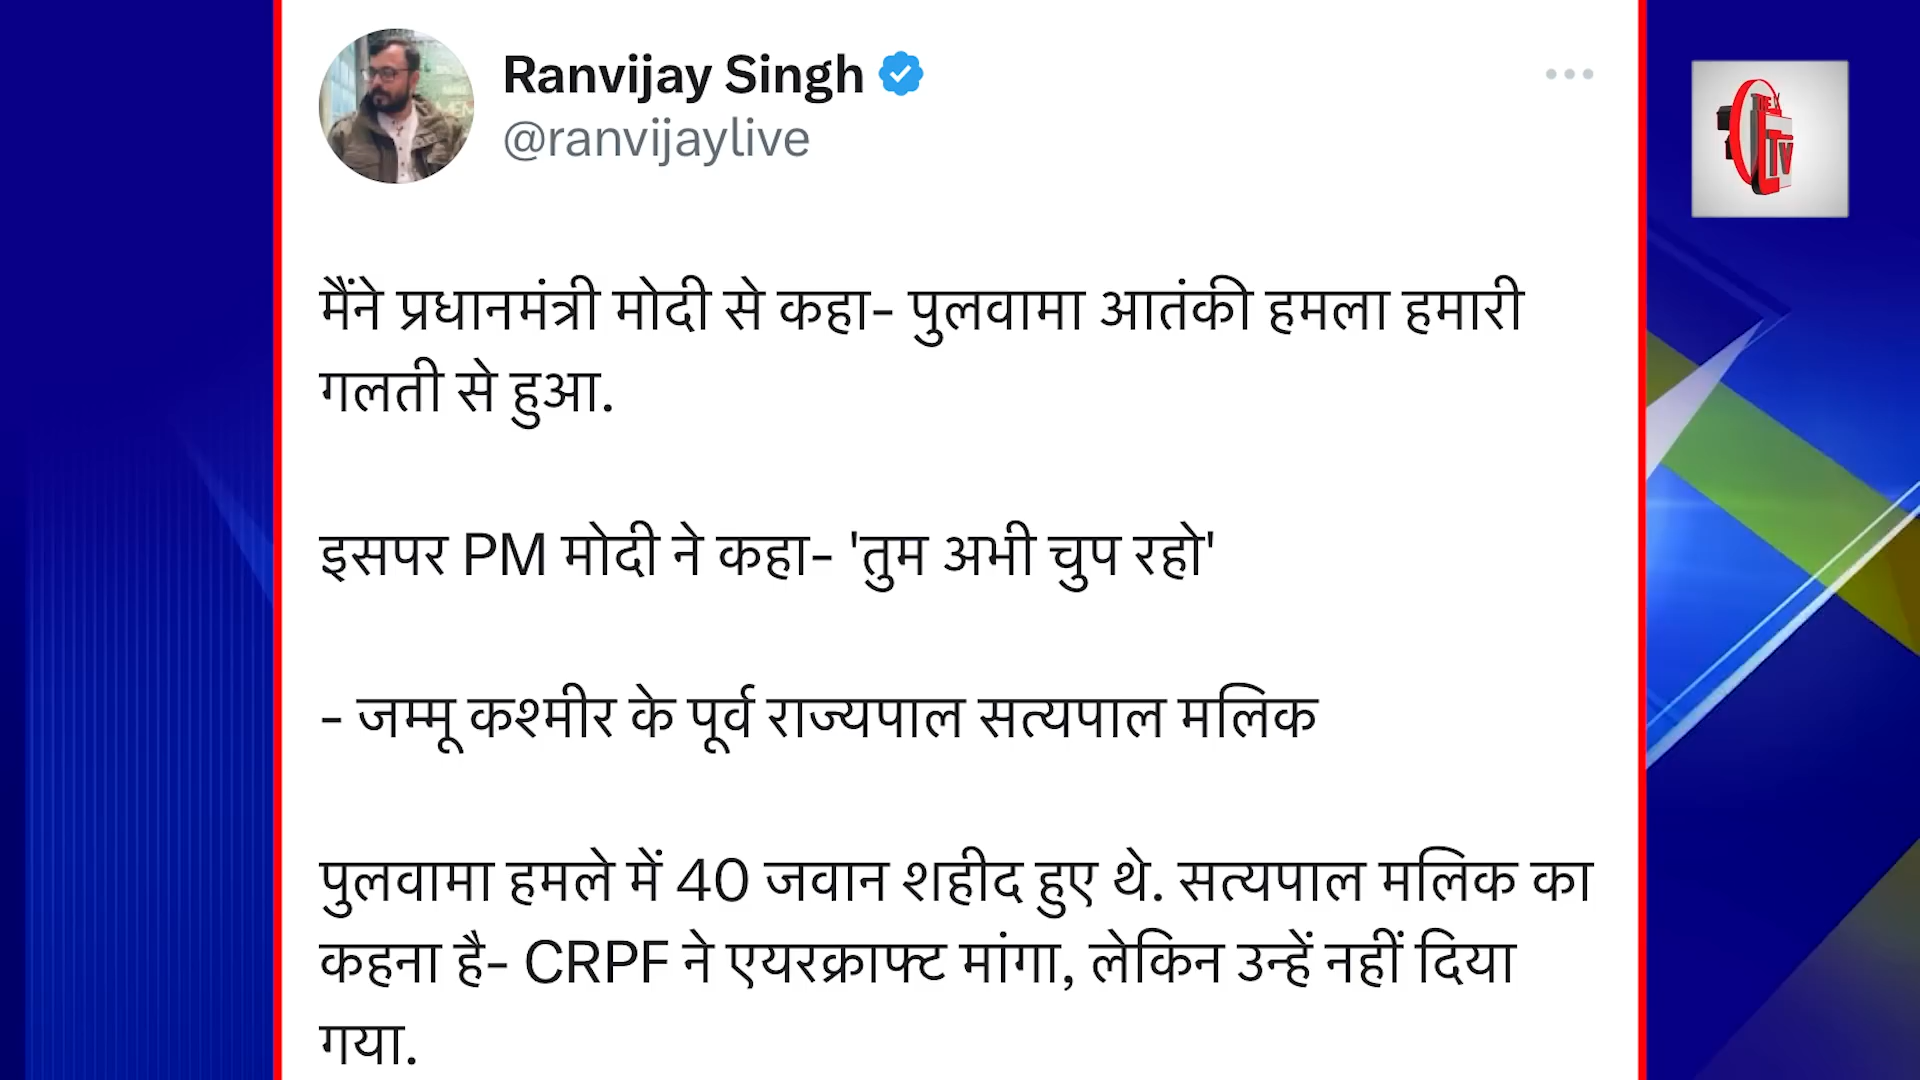 Ranvijay Singh
@ranvijaylive
मैंने प्रधानमंत्री मोदी से कहा- पुलवामा आतंकी हमला हमारी
गलती से हुआ.
इसपर PM मोदी ने कहा- 'तुम अभी चुप रहो'
- जम्मू कश्मीर के पूर्व राज्यपाल सत्यपाल मलिक
पुलवामा हमले में 40 जवान शहीद हुए थे. सत्यपाल मलिक का
कहना है- CRPF ने एयरक्राफ्ट मांगा, लेकिन उन्हें नहीं दिया
गया.